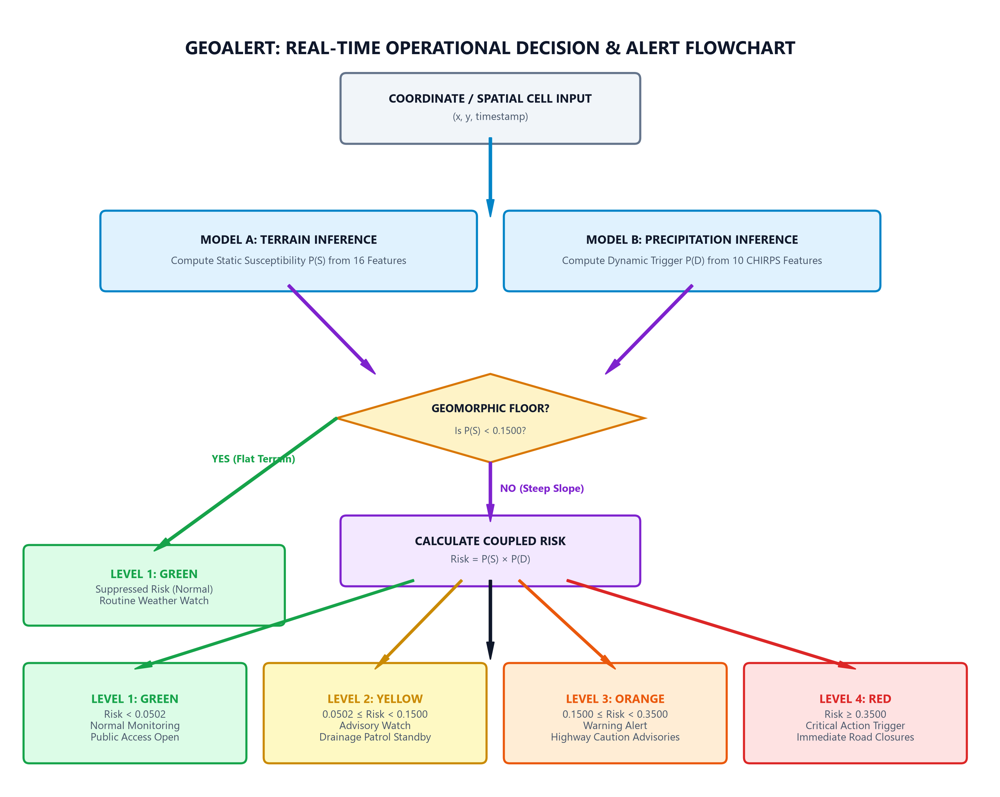 GEOALERT: REAL-TIME OPERATIONAL DECISION & ALERT FLOWCHART
COORDINATE / SPATIAL CELL INPUT
(x, y, timestamp)
MODEL A: TERRAIN INFERENCE
Compute Static Susceptibility P(S) from 16 Features
MODEL B: PRECIPITATION INFERENCE
Compute Dynamic Trigger P(D) from 10 CHIRPS Features
GEOMORPHIC FLOOR?
Is P(S) < 0.1500?
YES (Flat Terrain)
NO (Steep Slope)
CALCULATE COUPLED RISK
Risk = P(S) × P(D)
LEVEL 1: GREEN
Suppressed Risk (Normal)
Routine Weather Watch
LEVEL 1: GREEN
Risk < 0.0502
Normal Monitoring
Public Access Open
LEVEL 2: YELLOW
0.0502 ≤ Risk < 0.1500
Advisory Watch
Drainage Patrol Standby
LEVEL 3: ORANGE
0.1500 ≤ Risk < 0.3500
Warning Alert
Highway Caution Advisories
LEVEL 4: RED
Risk ≥ 0.3500
Critical Action Trigger
Immediate Road Closures